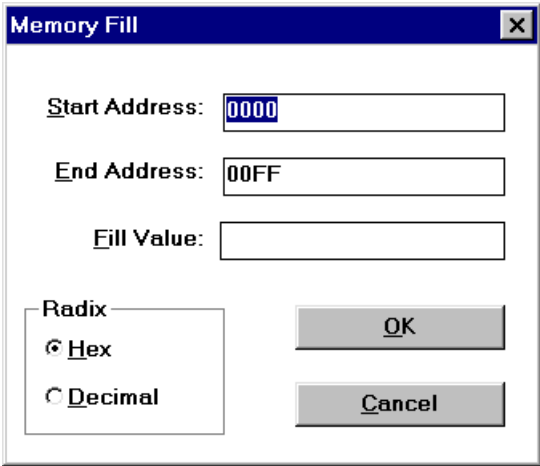 Memory Fill
Start Address: 0000
End Address: 00FF
Fill Value:
Radix
Hex
Decimal
OK
Cancel